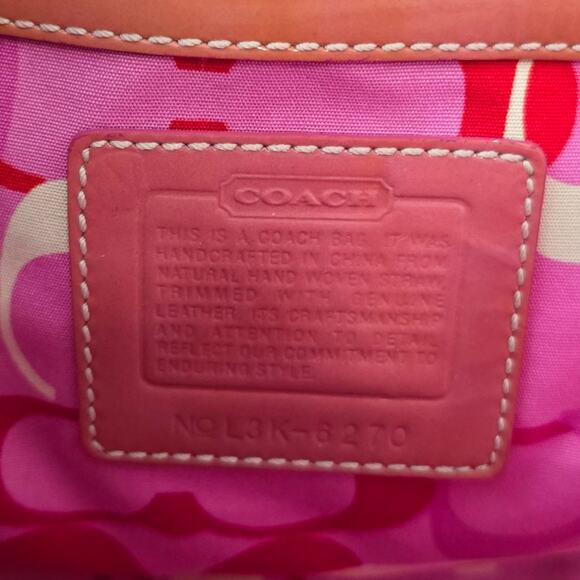 COACH
THIS IS A COACH BAG. IT WAS
HANDCRAFTED IN CHINA FROM
NATURAL HAND WOVEN STRAW,
TRIMMED WITH GENUINE
LEATHER. ITS CRAFTSMANSHIP
AND ATTENTION TO DETAIL
REFLECT OUR COMMITMENT TO
ENDURING STYLE.
No L3K-6270